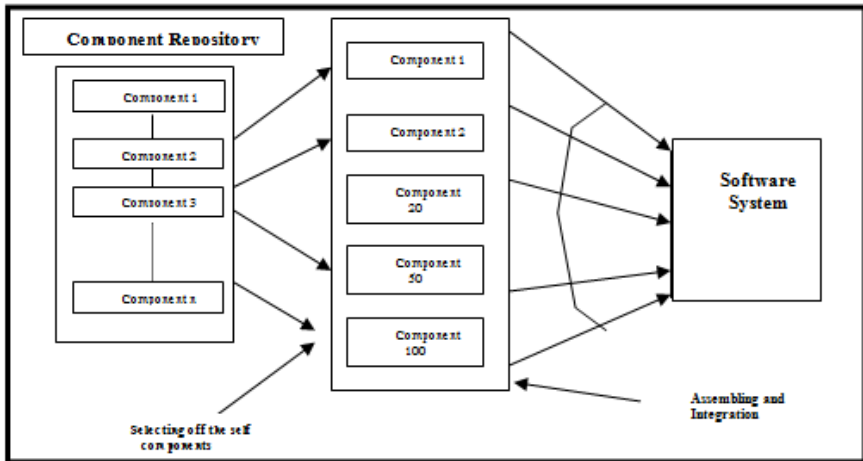 Component Repository
Component 1
Component 2
Component 3
Component n
Component 1
Component 2
Component
20
Component
50
Component
100
Software
System
Selecting off the self
components
Assembling and
Integration